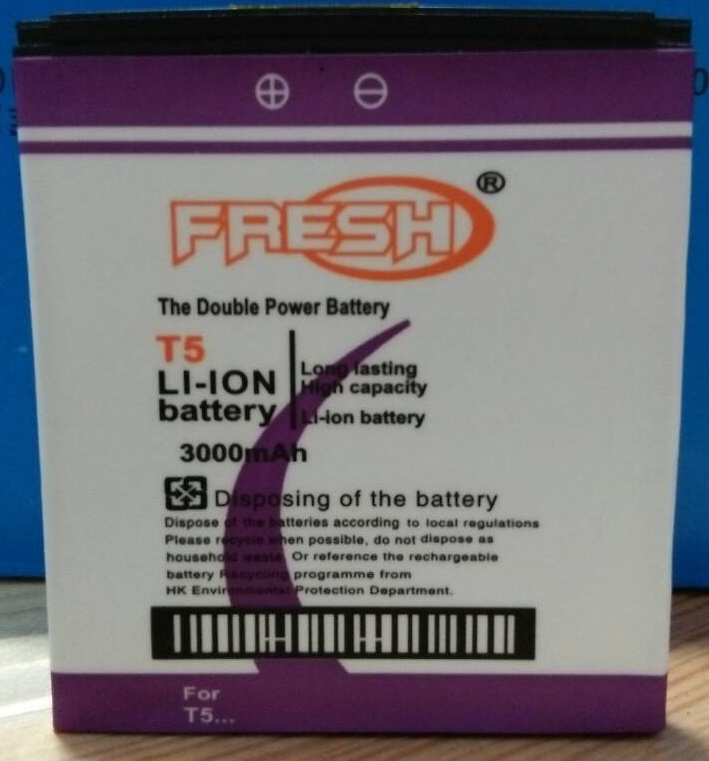 FRESH®
The Double Power Battery
T5
LI-ION
battery
Long lasting
High capacity
Li-ion battery
3000mAh
Disposing of the battery
Dispose of the batteries according to local regulations
Please recycle when possible, do not dispose as
household waste. Or reference the rechargeable
battery Recycling programme from
HK Environmental Protection Department.
For
T5...